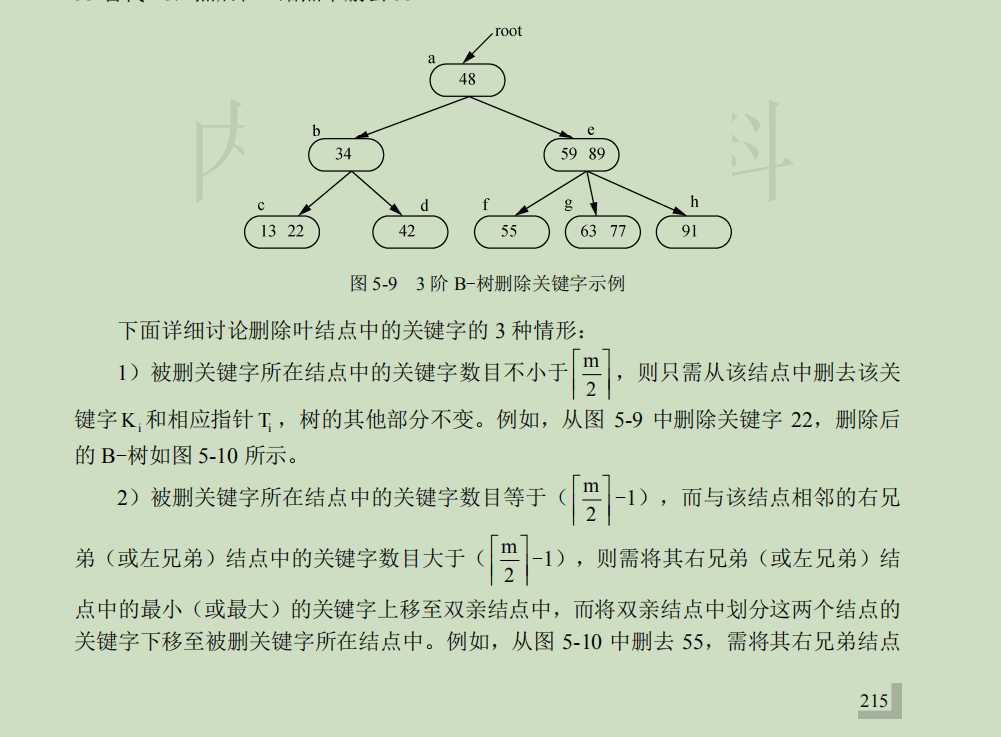 root
a
48
b
e
34
59 89
c
d
f
g
h
13 22
42
55
63 77
91
图 5-9 3 阶 B-树删除关键字示例
下面详细讨论删除叶结点中的关键字的 3 种情形：
1）被删关键字所在结点中的关键字数目不小于⌈m/2⌉，则只需从该结点中删去该关
键字 Kᵢ 和相应指针 Tᵢ，树的其他部分不变。例如，从图 5-9 中删除关键字 22，删除后
的 B-树如图 5-10 所示。
2）被删关键字所在结点中的关键字数目等于（⌈m/2⌉-1），而与该结点相邻的右兄
弟（或左兄弟）结点中的关键字数目大于（⌈m/2⌉-1），则需将其右兄弟（或左兄弟）结
点中的最小（或最大）的关键字上移至双亲结点中，而将双亲结点中划分这两个结点的
关键字下移至被删关键字所在结点中。例如，从图 5-10 中删去 55，需将其右兄弟结点
215